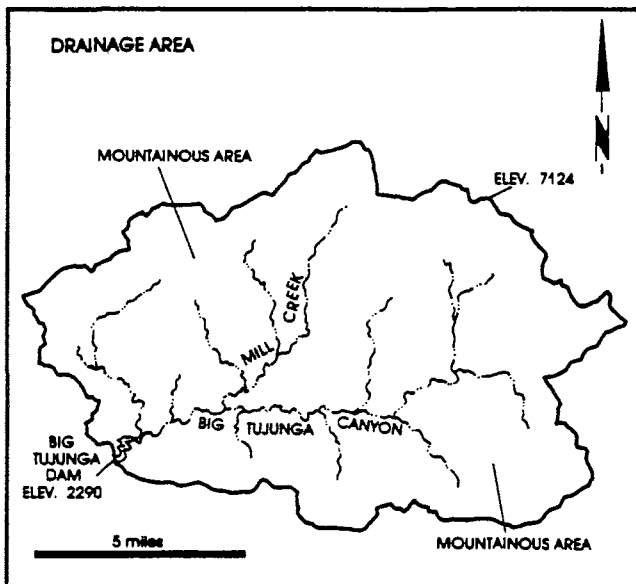 DRAINAGE AREA
N
MOUNTAINOUS AREA
ELEV. 7124
MILL CREEK
BIG TUJUNGA CANYON
BIG
TUJUNGA
DAM
ELEV. 2290
5 miles
MOUNTAINOUS AREA